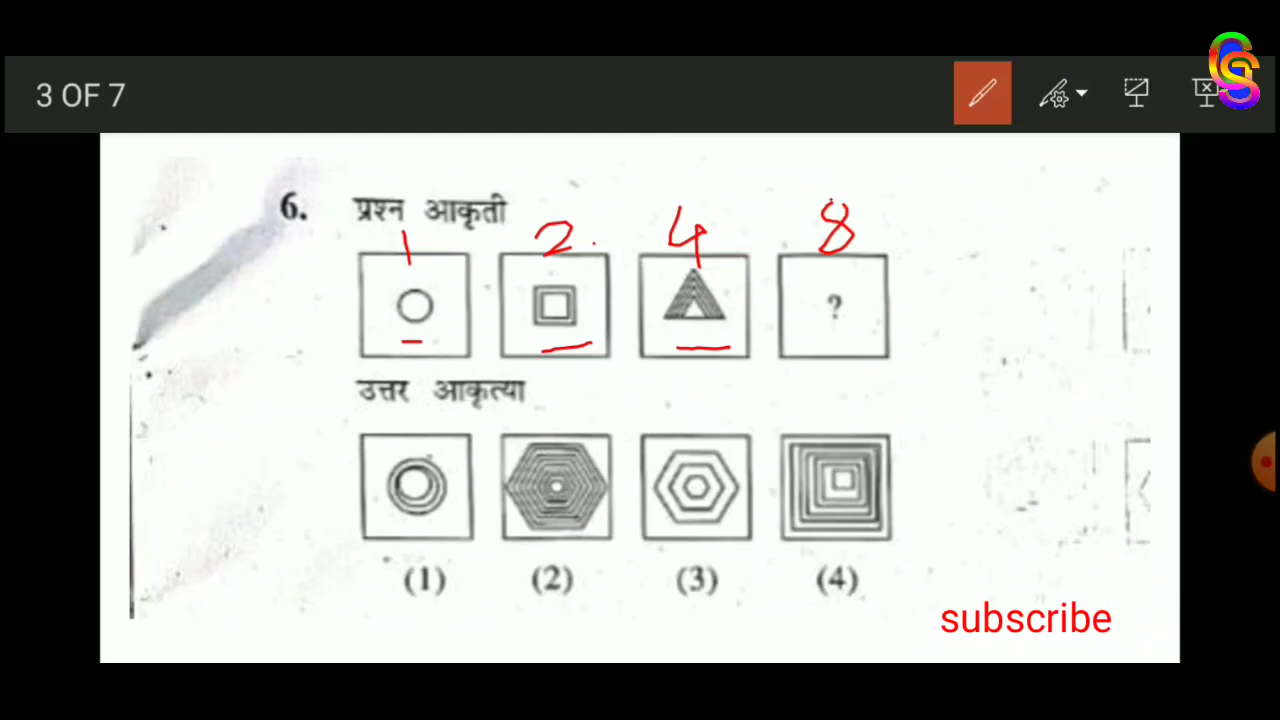 3 OF 7
6. प्रश्न आकृती
1 2. 4 8
?
उत्तर आकृत्या
(1) (2) (3) (4)
subscribe